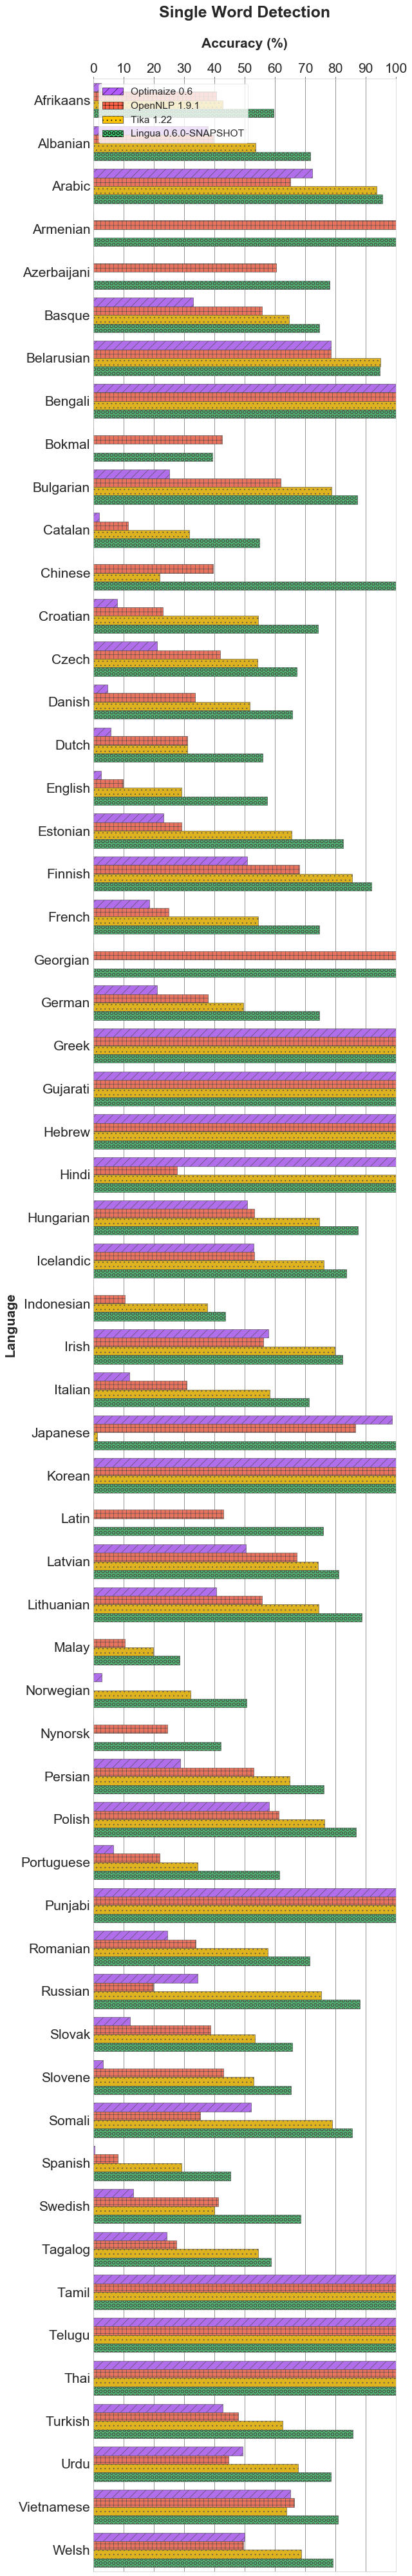 Single Word Detection
Accuracy (%)
0 10 20 30 40 50 60 70 80 90 100
Optimaize 0.6
OpenNLP 1.9.1
Tika 1.22
Lingua 0.6.0-SNAPSHOT
Afrikaans
Albanian
Arabic
Armenian
Azerbaijani
Basque
Belarusian
Bengali
Bokmal
Bulgarian
Catalan
Chinese
Croatian
Czech
Danish
Dutch
English
Estonian
Finnish
French
Georgian
German
Greek
Gujarati
Hebrew
Hindi
Hungarian
Icelandic
Indonesian
Language
Irish
Italian
Japanese
Korean
Latin
Latvian
Lithuanian
Malay
Norwegian
Nynorsk
Persian
Polish
Portuguese
Punjabi
Romanian
Russian
Slovak
Slovene
Somali
Spanish
Swedish
Tagalog
Tamil
Telugu
Thai
Turkish
Urdu
Vietnamese
Welsh